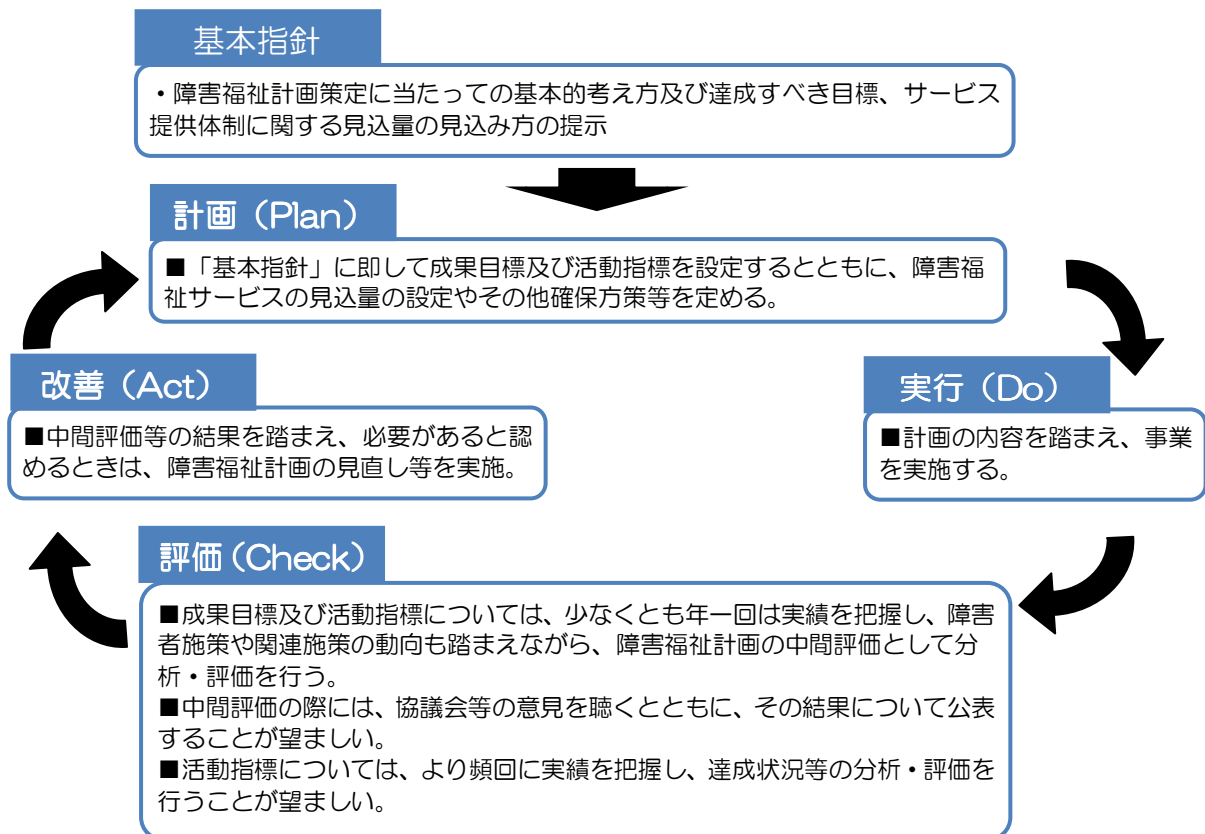 基本指針
・障害福祉計画策定に当たっての基本的考え方及び達成すべき目標、サービス
提供体制に関する見込量の見込み方の提示
計画（Plan）
■「基本指針」に即して成果目標及び活動指標を設定するとともに、障害福
祉サービスの見込量の設定やその他確保方策等を定める。
改善（Act）
■中間評価等の結果を踏まえ、必要があると認
めるときは、障害福祉計画の見直し等を実施。
実行（Do）
■計画の内容を踏まえ、事業
を実施する。
評価（Check）
■成果目標及び活動指標については、少なくとも年一回は実績を把握し、障害
者施策や関連施策の動向も踏まえながら、障害福祉計画の中間評価として分
析・評価を行う。
■中間評価の際には、協議会等の意見を聴くとともに、その結果について公表
することが望ましい。
■活動指標については、より頻回に実績を把握し、達成状況等の分析・評価を
行うことが望ましい。